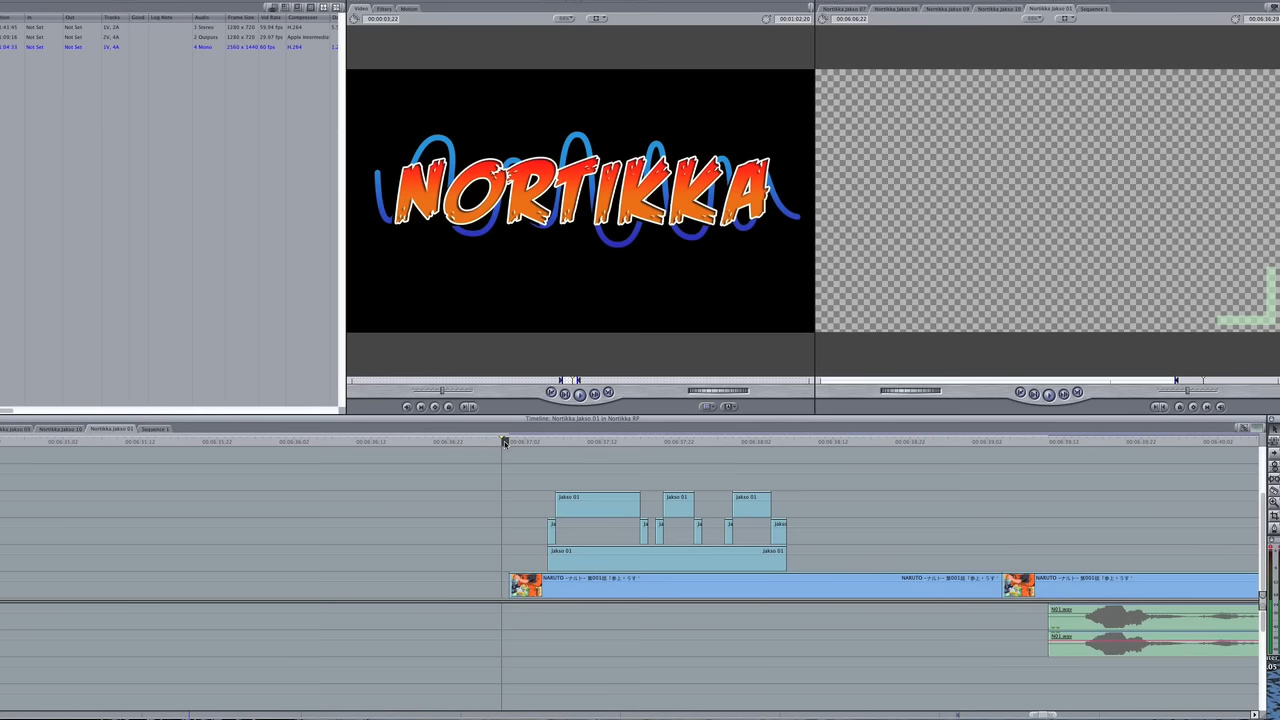 In Out Tracks Good Log Note Audio Frame Size Vid Rate Compressor
Not Set Not Set 1V, 2A 1 Stereo 1280 x 720 59.94 fps H.264
Not Set Not Set 2V, 4A 2 Outputs 1280 x 720 29.97 fps Apple Intermedia
Not Set Not Set 1V, 4A 4 Mono 2560 x 1440 60 fps H.264
Video Filters Motion
00:00:03;22 00:01:02;20
NORTIKKA
Nortikka Jakso 07 Nortikka Jakso 08 Nortikka Jakso 09 Nortikka Jakso 10 Nortikka Jakso 01 Sequence 1
00:06:06;22 00:06:36;29
Timeline: Nortikka Jakso 01 in Nortikka RP
Nortikka Jakso 10 Nortikka Jakso 01 Sequence 1
00:06:35;02 00:06:35;12 00:06:35;22 00:06:36;02 00:06:36;12 00:06:36;22 00:06:37;02 00:06:37;12 00:06:37;22 00:06:38;02 00:06:38;12 00:06:38;22 00:06:39;02 00:06:39;12 00:06:39;22 00:06:40;02
Jakso 01 Jakso 01 Jakso 01
Jakso 01 Jakso 01
NARUTO -ナルト- 第001話「参上！うず NARUTO -ナルト- 第001話「参上！うず NARUTO -ナルト- 第001話「参上！うず
N01.wav
N01.wav